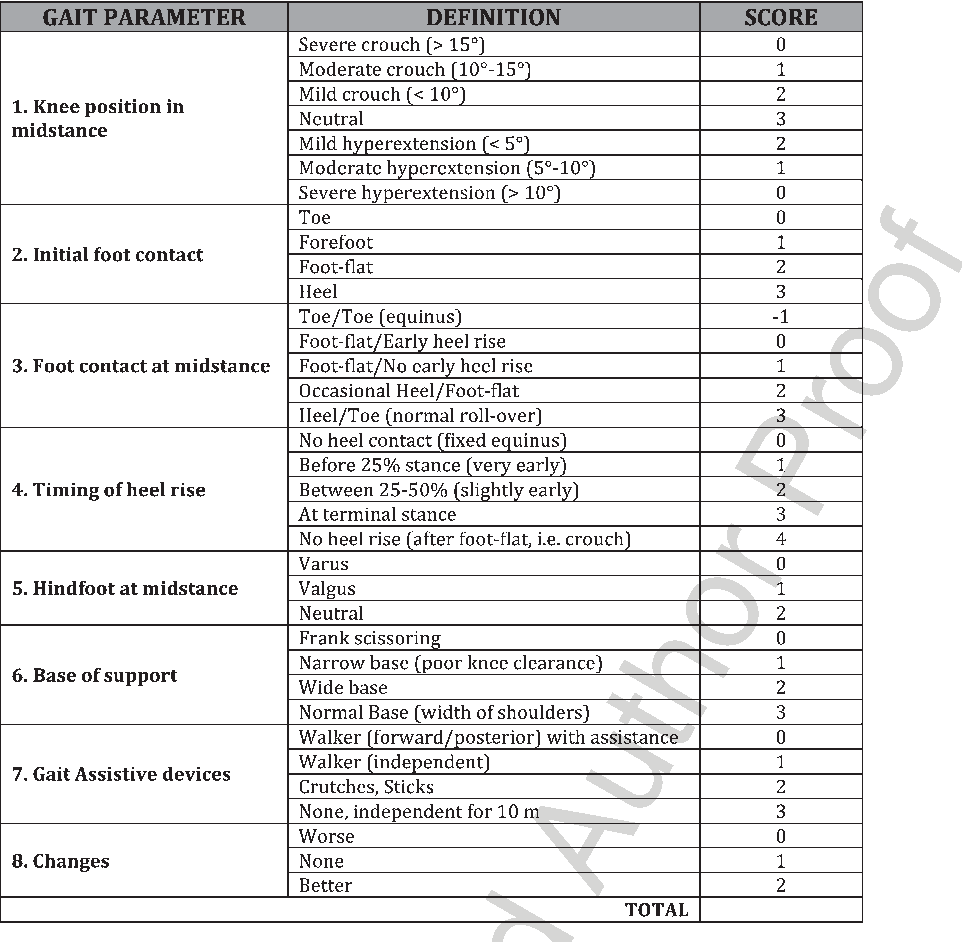 GAIT PARAMETER DEFINITION SCORE
1. Knee position in
midstance
Severe crouch (> 15°) 0
Moderate crouch (10°-15°) 1
Mild crouch (< 10°) 2
Neutral 3
Mild hyperextension (< 5°) 2
Moderate hyperextension (5°-10°) 1
Severe hyperextension (> 10°) 0
2. Initial foot contact
Toe 0
Forefoot 1
Foot-flat 2
Heel 3
3. Foot contact at midstance
Toe/Toe (equinus) -1
Foot-flat/Early heel rise 0
Foot-flat/No early heel rise 1
Occasional Heel/Foot-flat 2
Heel/Toe (normal roll-over) 3
4. Timing of heel rise
No heel contact (fixed equinus) 0
Before 25% stance (very early) 1
Between 25-50% (slightly early) 2
At terminal stance 3
No heel rise (after foot-flat, i.e. crouch) 4
5. Hindfoot at midstance
Varus 0
Valgus 1
Neutral 2
6. Base of support
Frank scissoring 0
Narrow base (poor knee clearance) 1
Wide base 2
Normal Base (width of shoulders) 3
7. Gait Assistive devices
Walker (forward/posterior) with assistance 0
Walker (independent) 1
Crutches, Sticks 2
None, independent for 10 m 3
8. Changes
Worse 0
None 1
Better 2
TOTAL
d Author Proof